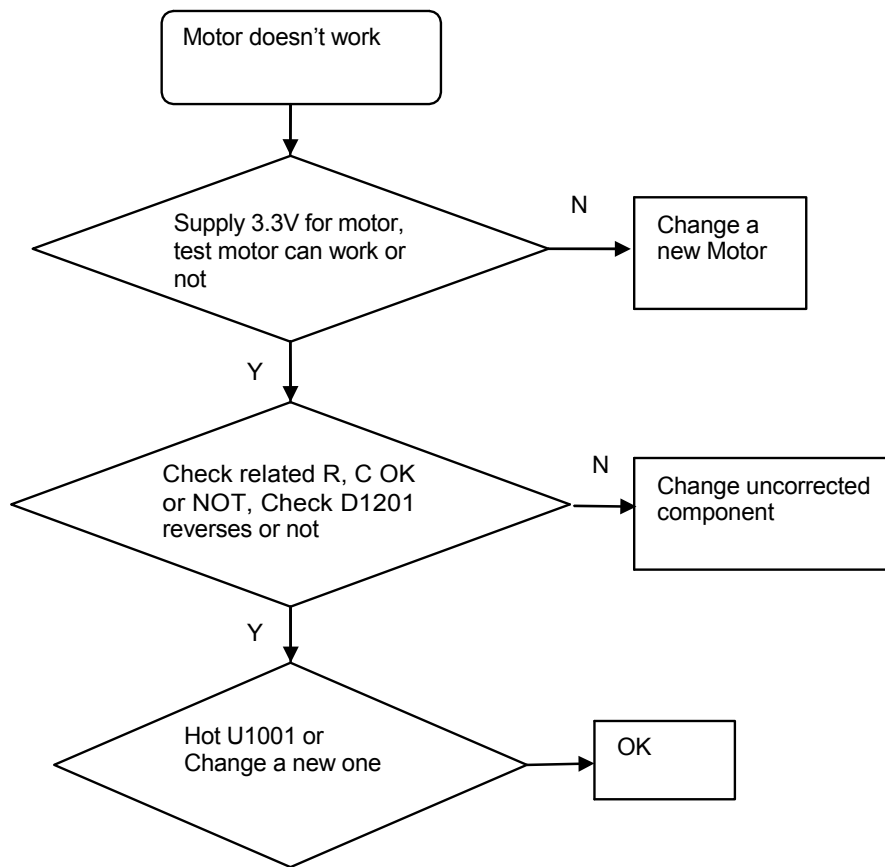 Motor doesn't work
Supply 3.3V for motor,
test motor can work or
not
N
Change a
new Motor
Y
Check related R, C OK
or NOT, Check D1201
reverses or not
N
Change uncorrected
component
Y
Hot U1001 or
Change a new one
OK